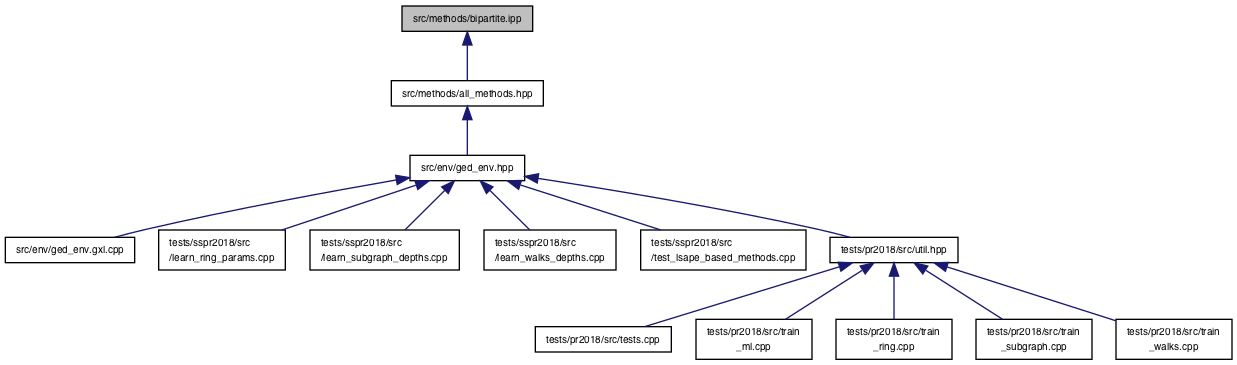 src/methods/bipartite.ipp
src/methods/all_methods.hpp
src/env/ged_env.hpp
src/env/ged_env.gxl.cpp
tests/sspr2018/src
/learn_ring_params.cpp
tests/sspr2018/src
/learn_subgraph_depths.cpp
tests/sspr2018/src
/learn_walks_depths.cpp
tests/sspr2018/src
/test_lsape_based_methods.cpp
tests/pr2018/src/util.hpp
tests/pr2018/src/tests.cpp
tests/pr2018/src/train
_ml.cpp
tests/pr2018/src/train
_ring.cpp
tests/pr2018/src/train
_subgraph.cpp
tests/pr2018/src/train
_walks.cpp